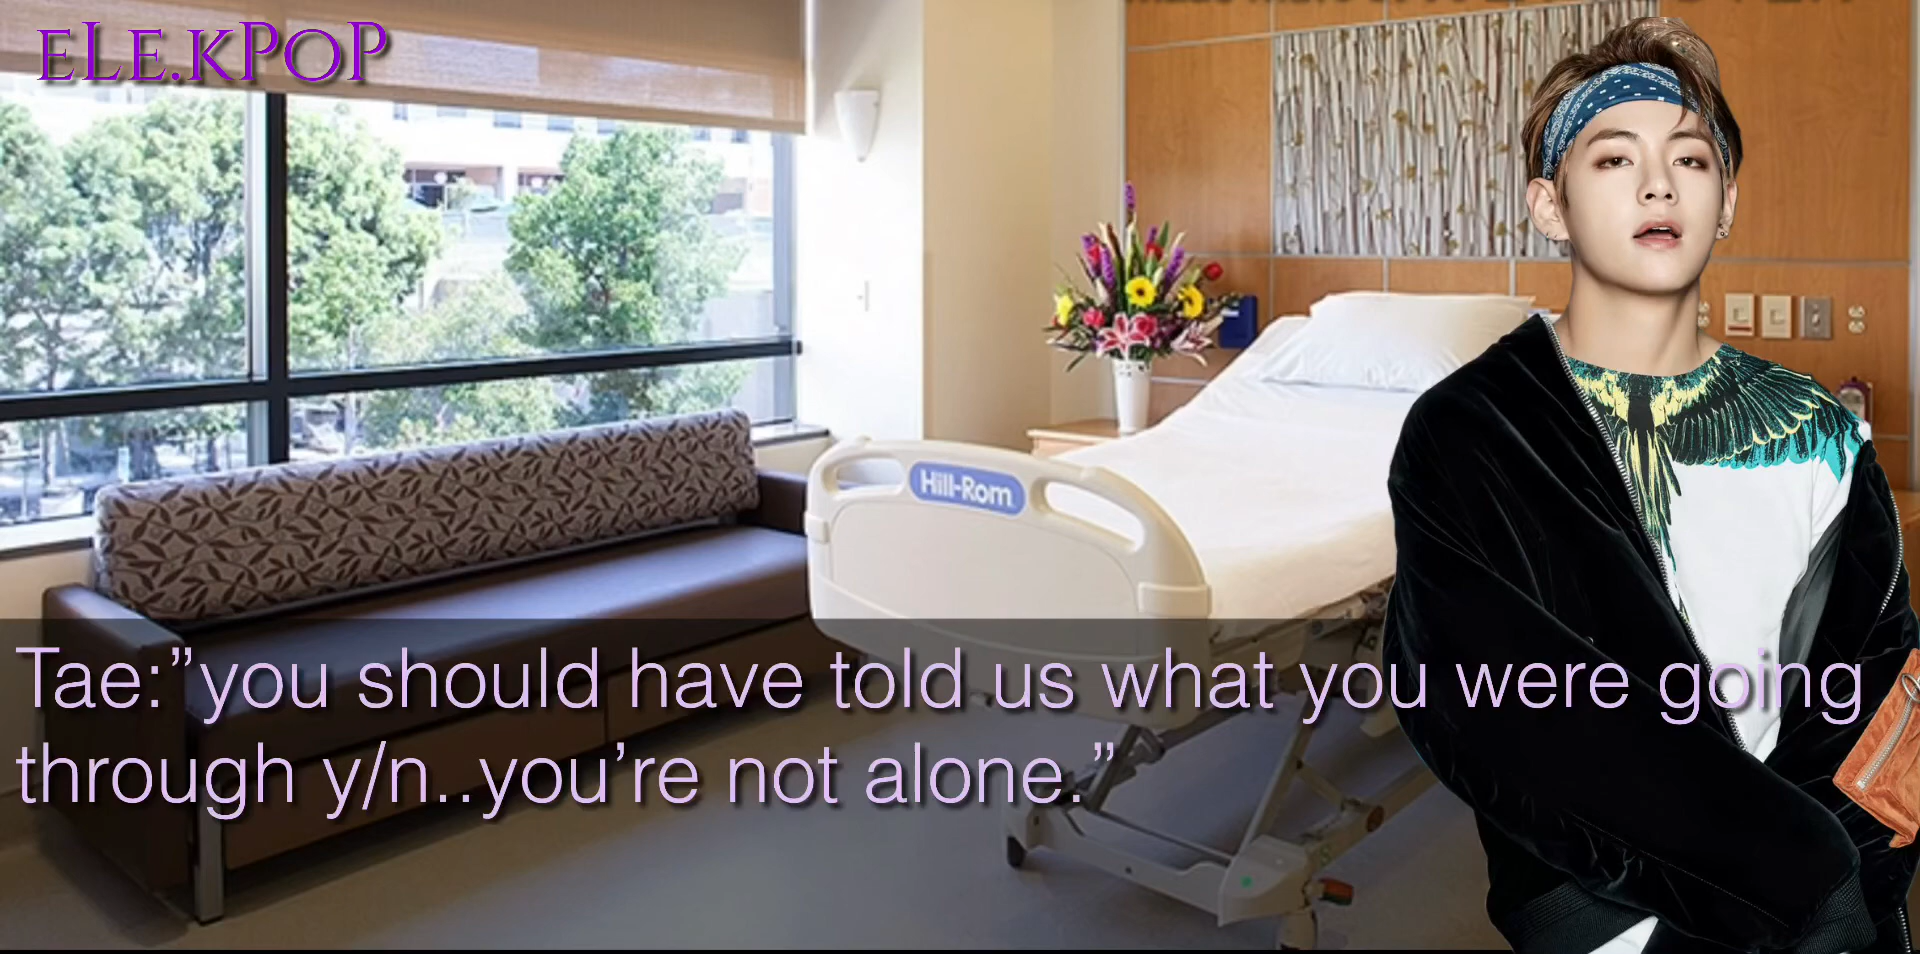 eLe.kPoP
Hill-Rom
Tae:”you should have told us what you were going
through y/n..you’re not alone.”